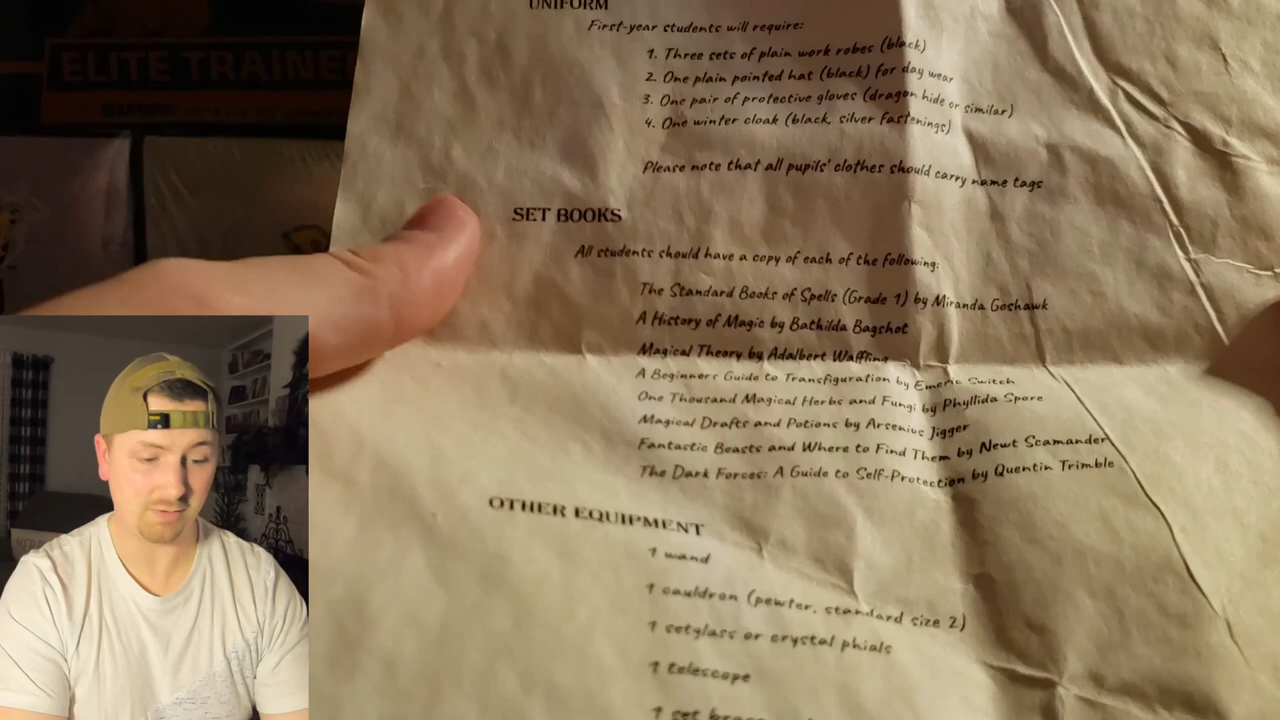 ELITE TRAINE
WARNING:
UNIFORM
First-year students will require:
1. Three sets of plain work robes (black)
2. One plain pointed hat (black) for day wear
3. One pair of protective gloves (dragon hide or similar)
4. One winter cloak (black, silver fastenings)
Please note that all pupils' clothes should carry name tags
SET BOOKS
All students should have a copy of each of the following:
The Standard Books of Spells (Grade 1) by Miranda Goshawk
A History of Magic by Bathilda Bagshot
Magical Theory by Adalbert Waffling
A Beginners Guide to Transfiguration by Emeric Switch
One Thousand Magical Herbs and Fungi by Phyllida Spore
Magical Drafts and Potions by Arsenius Jigger
Fantastic Beasts and Where to Find Them by Newt Scamander
The Dark Forces: A Guide to Self-Protection by Quentin Trimble
OTHER EQUIPMENT
1 wand
1 cauldron (pewter, standard size 2)
1 setglass or crystal phials
1 telescope
1 set